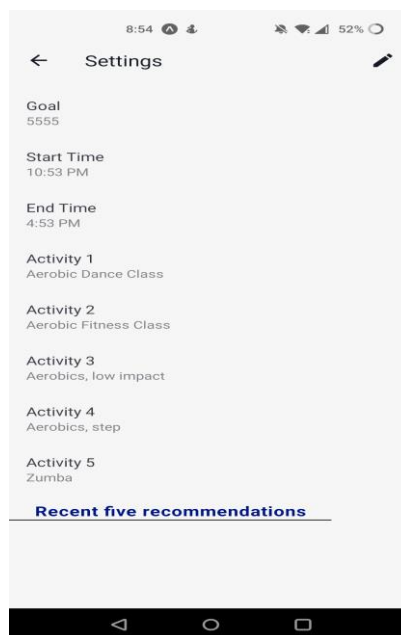 8:54 52%
Settings
Goal
5555
Start Time
10:53 PM
End Time
4:53 PM
Activity 1
Aerobic Dance Class
Activity 2
Aerobic Fitness Class
Activity 3
Aerobics, low impact
Activity 4
Aerobics, step
Activity 5
Zumba
Recent five recommendations